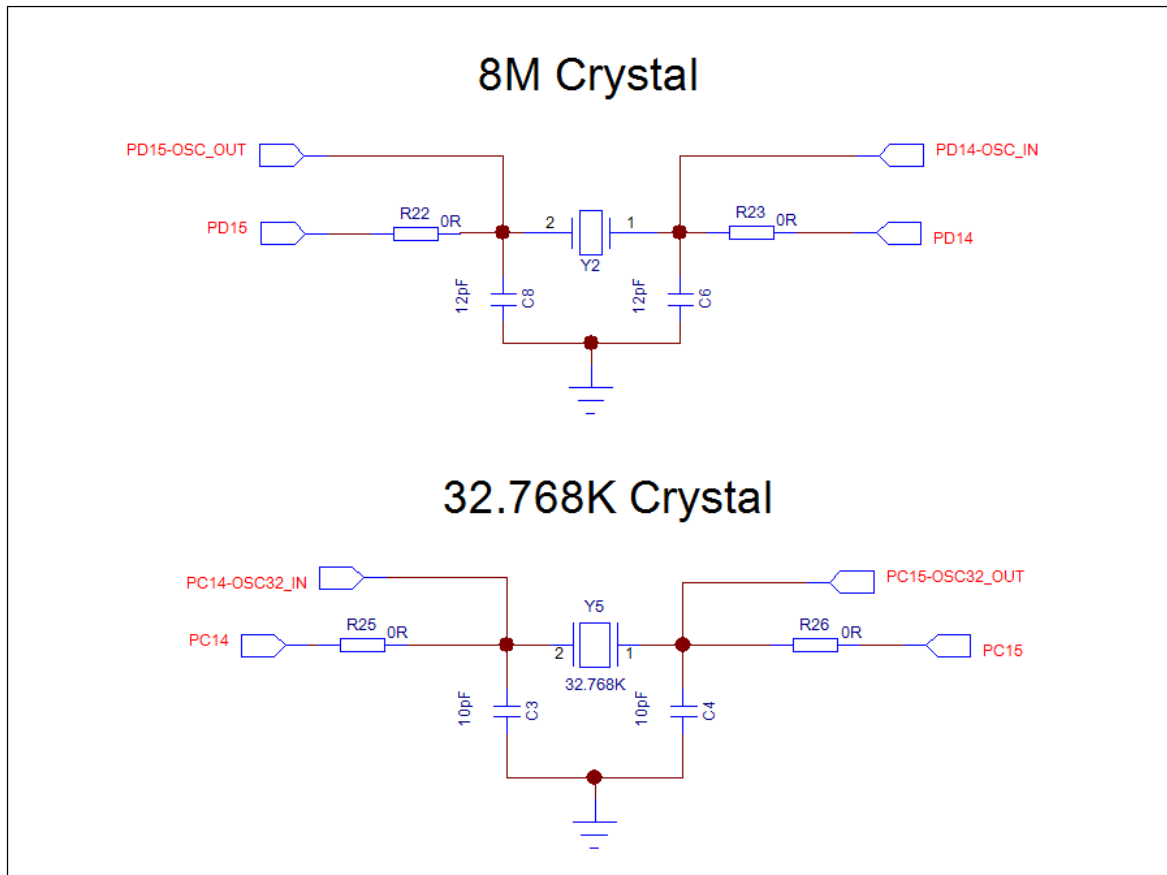 8M Crystal
PD15-OSC_OUT
PD14-OSC_IN
PD15
R22
0R
2
1
Y2
R23
0R
PD14
12pF
C8
12pF
C6
32.768K Crystal
PC14-OSC32_IN
PC15-OSC32_OUT
PC14
R25
0R
Y5
2
1
32.768K
R26
0R
PC15
10pF
C3
10pF
C4